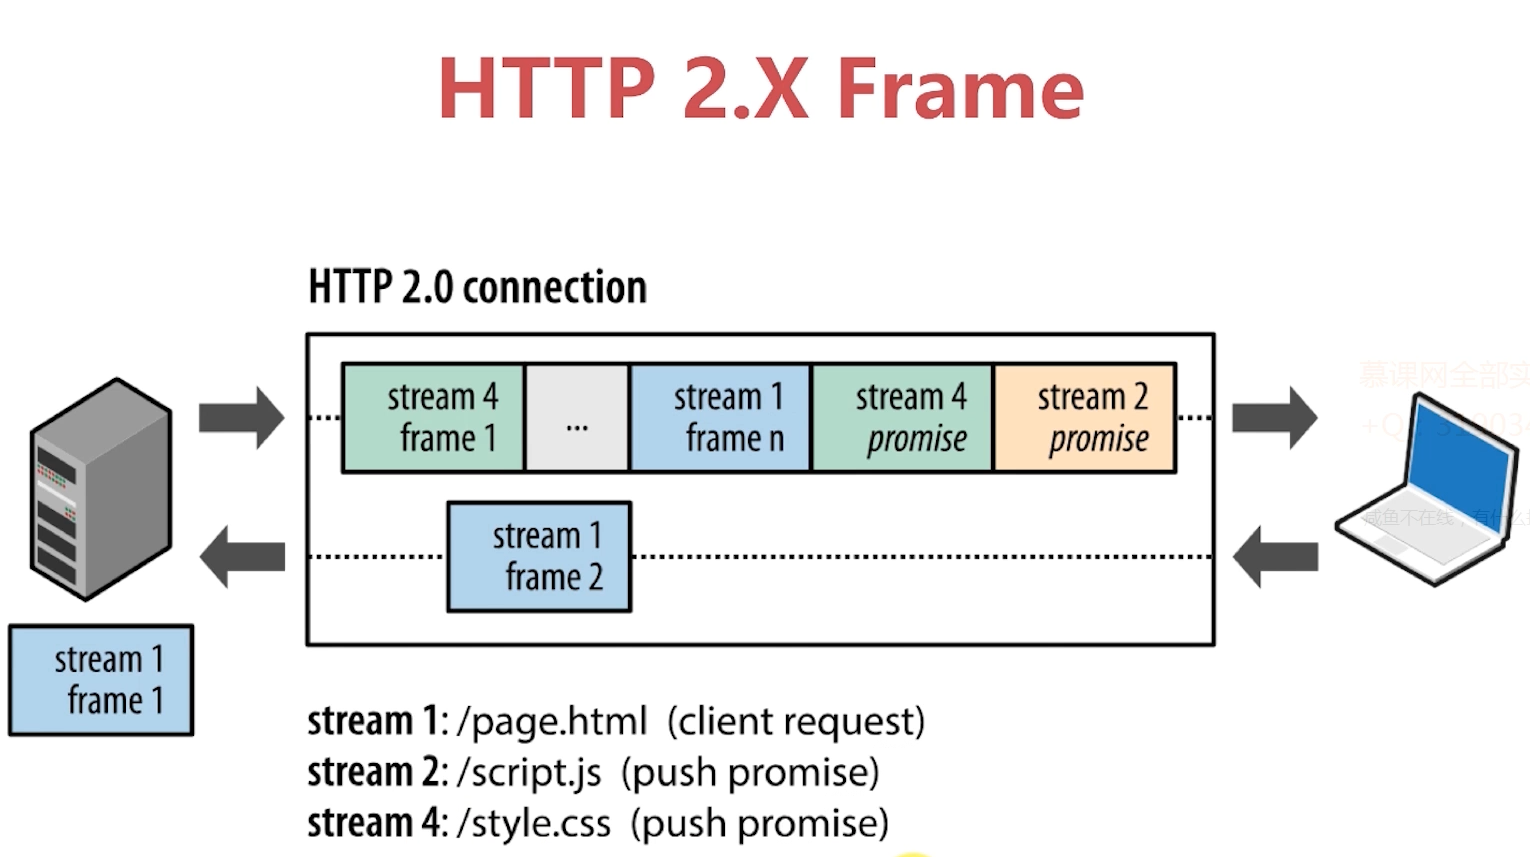 HTTP 2.X Frame
HTTP 2.0 connection
stream 4
frame 1
...
stream 1
frame n
stream 4
promise
stream 2
promise
stream 1
frame 2
stream 1
frame 1
stream 1: /page.html (client request)
stream 2: /script.js (push promise)
stream 4: /style.css (push promise)
慕课网全部实
咸鱼不在线，有什么